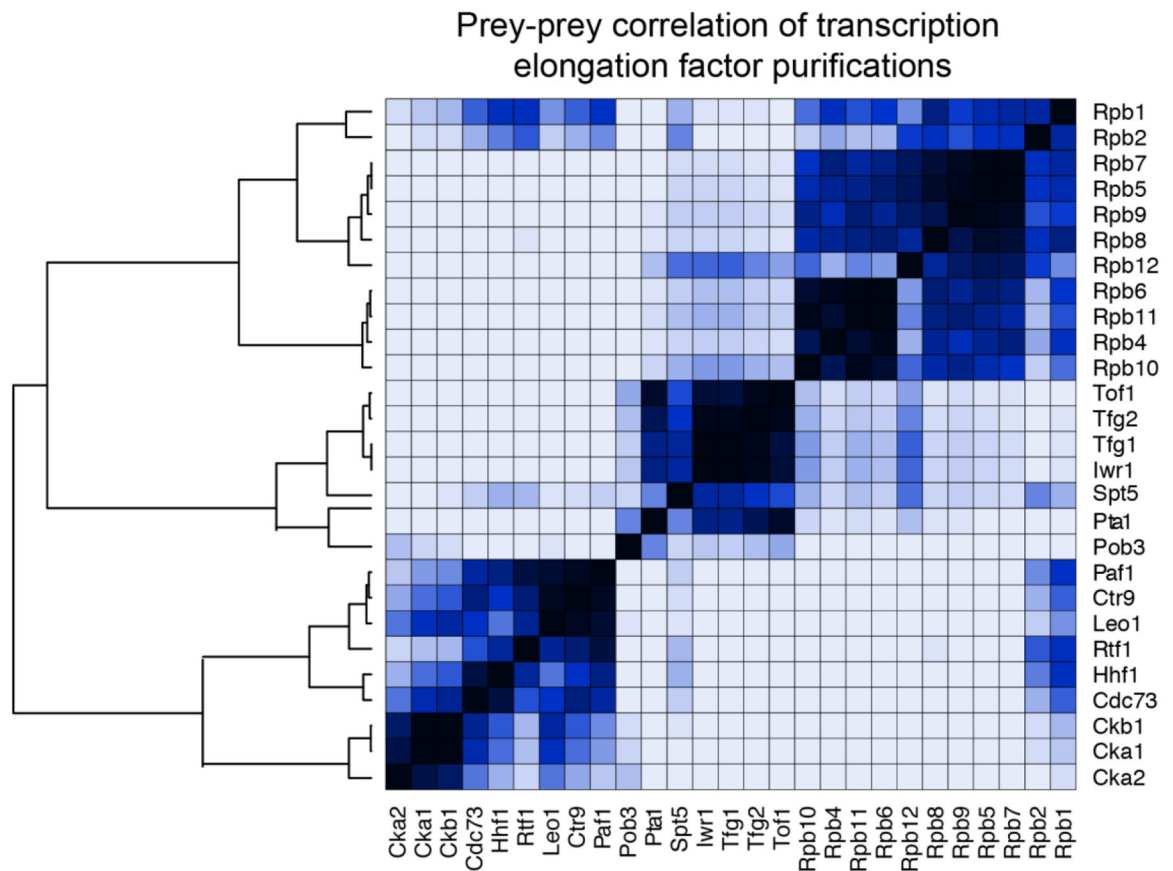 Prey-prey correlation of transcription
elongation factor purifications
Rpb1
Rpb2
Rpb7
Rpb5
Rpb9
Rpb8
Rpb12
Rpb6
Rpb11
Rpb4
Rpb10
Tof1
Tfg2
Tfg1
Iwr1
Spt5
Pta1
Pob3
Paf1
Ctr9
Leo1
Rtf1
Hhf1
Cdc73
Ckb1
Cka1
Cka2
Cka2
Cka1
Ckb1
Cdc73
Hhf1
Rtf1
Leo1
Ctr9
Paf1
Pob3
Pta1
Spt5
Iwr1
Tfg1
Tfg2
Tof1
Rpb10
Rpb4
Rpb11
Rpb6
Rpb12
Rpb8
Rpb9
Rpb5
Rpb7
Rpb2
Rpb1